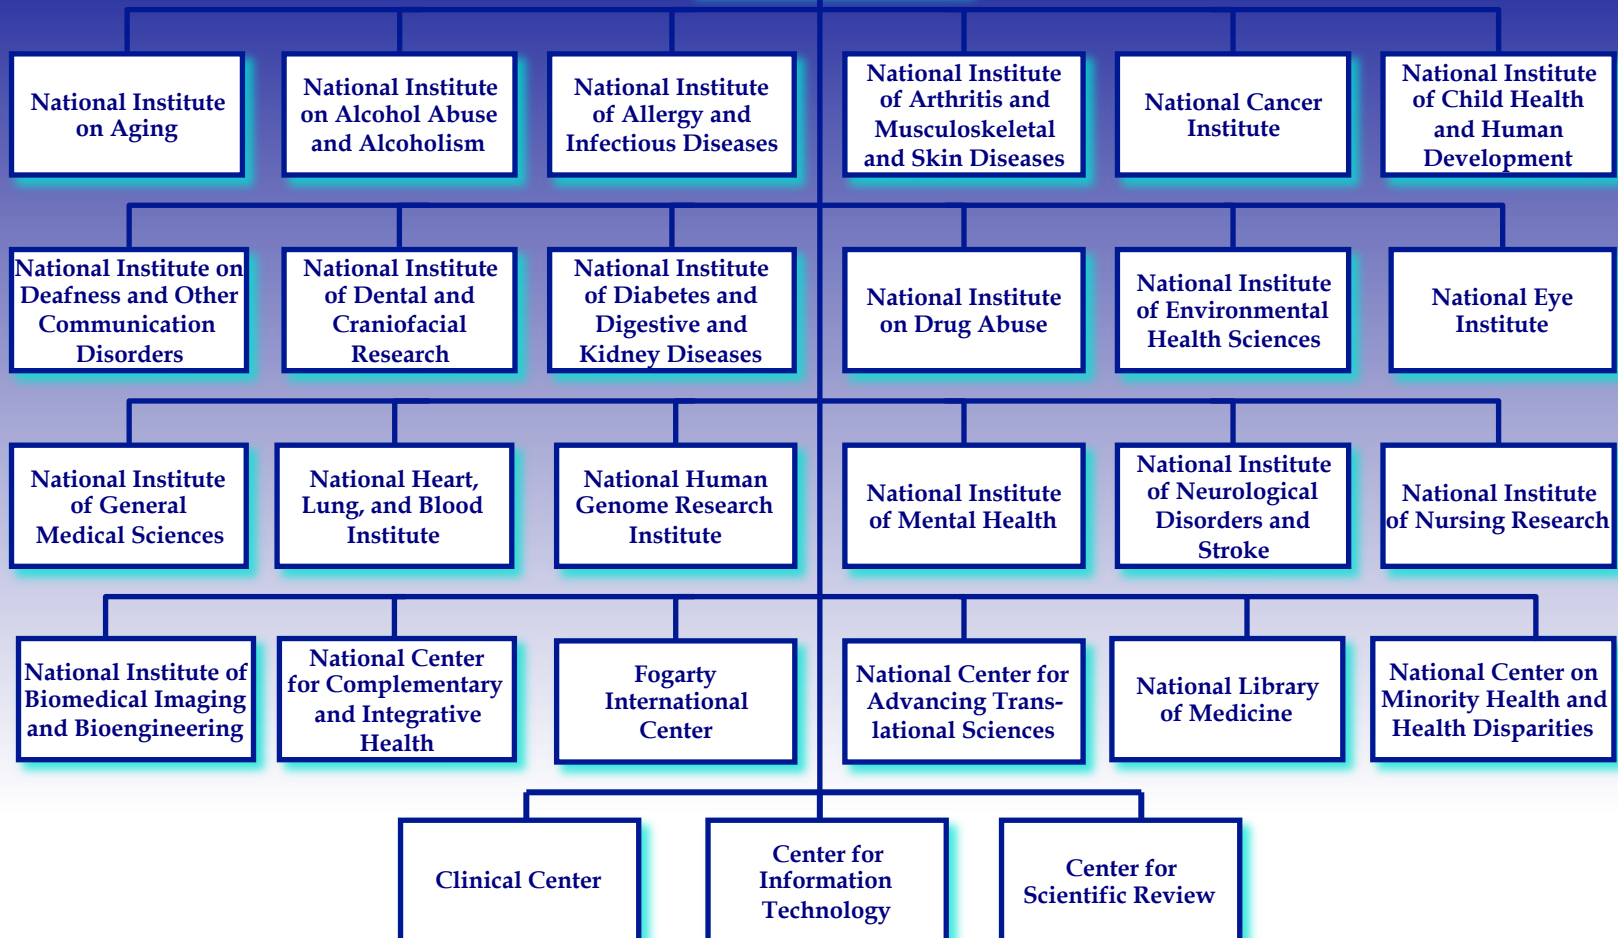 National Institute
on Aging
National Institute
on Alcohol Abuse
and Alcoholism
National Institute
of Allergy and
Infectious Diseases
National Institute
of Arthritis and
Musculoskeletal
and Skin Diseases
National Cancer
Institute
National Institute
of Child Health
and Human
Development
National Institute on
Deafness and Other
Communication
Disorders
National Institute
of Dental and
Craniofacial
Research
National Institute
of Diabetes and
Digestive and
Kidney Diseases
National Institute
on Drug Abuse
National Institute
of Environmental
Health Sciences
National Eye
Institute
National Institute
of General
Medical Sciences
National Heart,
Lung, and Blood
Institute
National Human
Genome Research
Institute
National Institute
of Mental Health
National Institute
of Neurological
Disorders and
Stroke
National Institute
of Nursing Research
National Institute of
Biomedical Imaging
and Bioengineering
National Center
for Complementary
and Integrative
Health
Fogarty
International
Center
National Center for
Advancing Trans-
lational Sciences
National Library
of Medicine
National Center on
Minority Health and
Health Disparities
Clinical Center
Center for
Information
Technology
Center for
Scientific Review